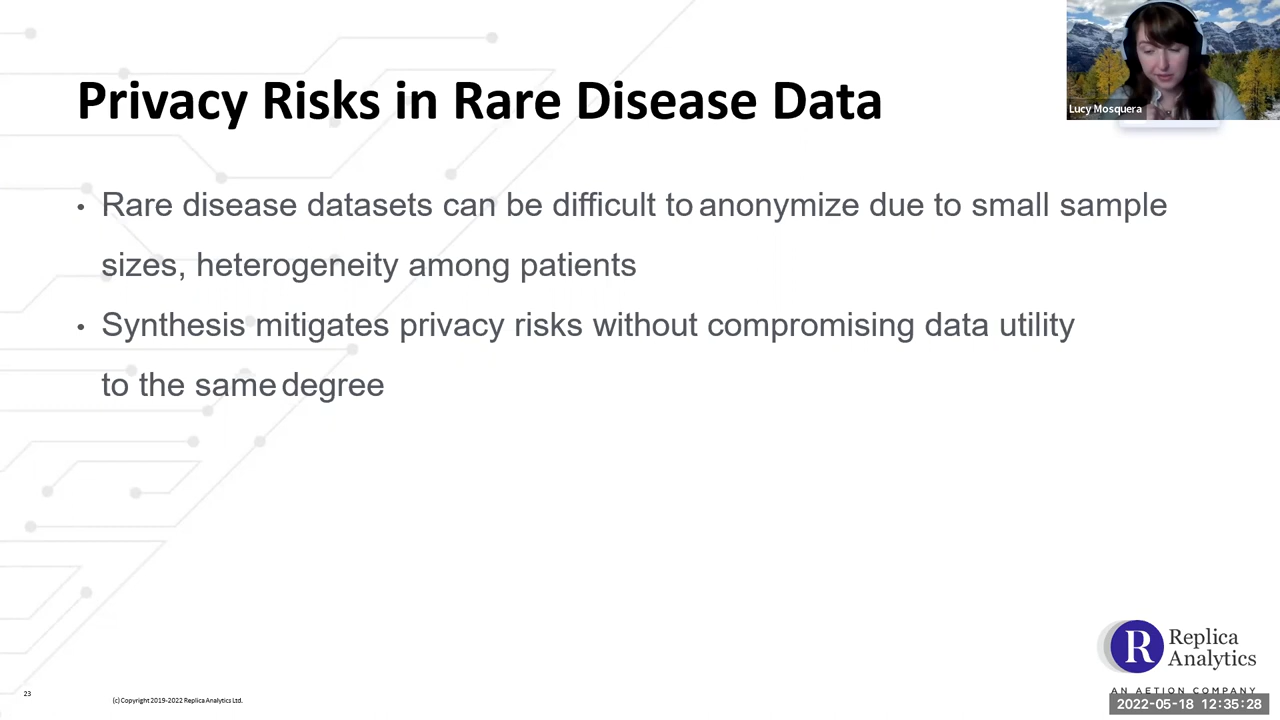 Privacy Risks in Rare Disease Data
Lucy Mosquera
• Rare disease datasets can be difficult to anonymize due to small sample
sizes, heterogeneity among patients
• Synthesis mitigates privacy risks without compromising data utility
to the same degree
R Replica
Analytics
AN AETION COMPANY
23
(c) Copyright 2019-2022 Replica Analytics Ltd.
2022-05-18 12:35:28